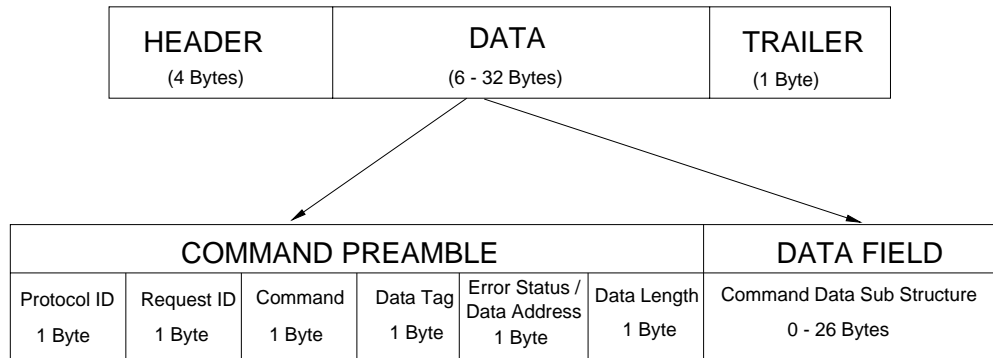 HEADER
(4 Bytes)
DATA
(6 - 32 Bytes)
TRAILER
(1 Byte)
COMMAND PREAMBLE
DATA FIELD
Protocol ID
1 Byte
Request ID
1 Byte
Command
1 Byte
Data Tag
1 Byte
Error Status /
Data Address
1 Byte
Data Length
1 Byte
Command Data Sub Structure
0 - 26 Bytes